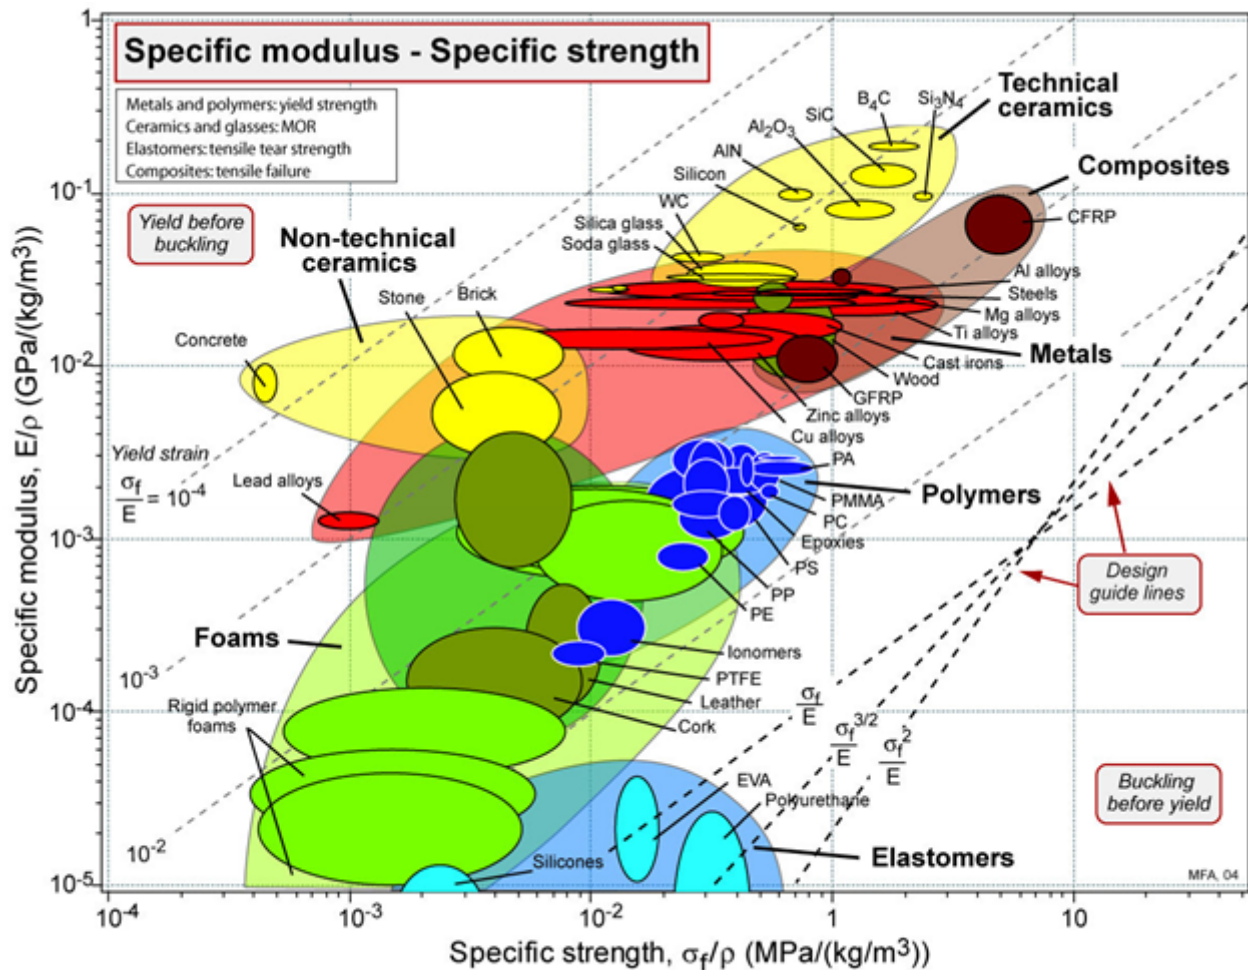 Specific modulus - Specific strength
Metals and polymers: yield strength
Ceramics and glasses: MOR
Elastomers: tensile tear strength
Composites: tensile failure
Yield before
buckling
Non-technical
ceramics
Technical
ceramics
Composites
Metals
Polymers
Foams
Elastomers
B₄C
Si₃N₄
SiC
Al₂O₃
AlN
Silicon
WC
Silica glass
Soda glass
CFRP
Al alloys
Steels
Mg alloys
Ti alloys
Cast irons
Wood
GFRP
Zinc alloys
Cu alloys
Stone
Brick
Concrete
Lead alloys
PA
PMMA
PC
Epoxies
PS
PP
PE
Ionomers
PTFE
Leather
Cork
Rigid polymer
foams
EVA
Polyurethane
Silicones
Yield strain
σf/E = 10⁻⁴
10⁻³
10⁻²
σf/E
σf³ᐟ²/E
σf²/E
Design
guide lines
Buckling
before yield
MFA, 04
Specific modulus, E/ρ (GPa/(kg/m³))
1
10⁻¹
10⁻²
10⁻³
10⁻⁴
10⁻⁵
10⁻⁴
10⁻³
10⁻²
10⁻¹
1
10
Specific strength, σf/ρ (MPa/(kg/m³))